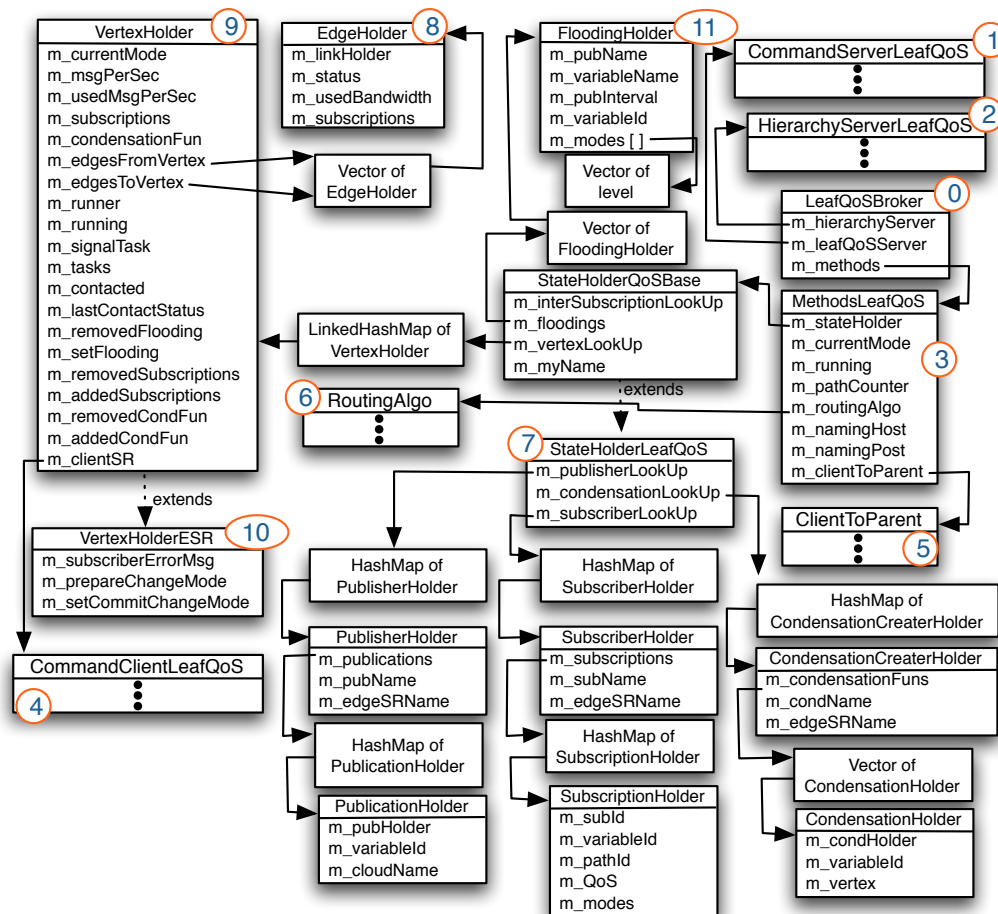 VertexHolder
9
m_currentMode
m_msgPerSec
m_usedMsgPerSec
m_subscriptions
m_condensationFun
m_edgesFromVertex
m_edgesToVertex
m_runner
m_running
m_signalTask
m_tasks
m_contacted
m_lastContactStatus
m_removedFlooding
m_setFlooding
m_removedSubscriptions
m_addedSubscriptions
m_removedCondFun
m_addedCondFun
m_clientSR
EdgeHolder
8
m_linkHolder
m_status
m_usedBandwidth
m_subscriptions
Vector of
EdgeHolder
FloodingHolder
11
m_pubName
m_variableName
m_pubInterval
m_variableId
m_modes [ ]
Vector of
level
Vector of
FloodingHolder
CommandServerLeafQoS
1
HierarchyServerLeafQoS
2
LeafQoSBroker
0
m_hierarchyServer
m_leafQoSServer
m_methods
StateHolderQoSBase
m_interSubscriptionLookUp
m_floodings
m_vertexLookUp
m_myName
LinkedHashMap of
VertexHolder
MethodsLeafQoS
m_stateHolder
m_currentMode
3
m_running
m_pathCounter
m_routingAlgo
m_namingHost
m_namingPost
m_clientToParent
extends
6
RoutingAlgo
7
StateHolderLeafQoS
m_publisherLookUp
m_condensationLookUp
m_subscriberLookUp
ClientToParent
5
extends
VertexHolderESR
10
m_subscriberErrorMsg
m_prepareChangeMode
m_setCommitChangeMode
CommandClientLeafQoS
4
HashMap of
PublisherHolder
PublisherHolder
m_publications
m_pubName
m_edgeSRName
HashMap of
PublicationHolder
PublicationHolder
m_pubHolder
m_variableId
m_cloudName
HashMap of
SubscriberHolder
SubscriberHolder
m_subscriptions
m_subName
m_edgeSRName
HashMap of
SubscriptionHolder
SubscriptionHolder
m_subId
m_variableId
m_pathId
m_QoS
m_modes
HashMap of
CondensationCreaterHolder
CondensationCreaterHolder
m_condensationFuns
m_condName
m_edgeSRName
Vector of
CondensationHolder
CondensationHolder
m_condHolder
m_variableId
m_vertex